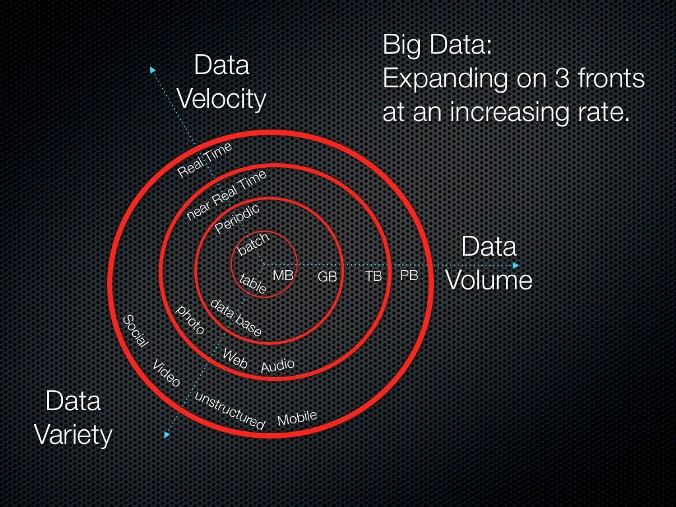 Big Data:
Expanding on 3 fronts
at an increasing rate.
Data
Velocity
Real Time
near Real Time
Periodic
batch
Data
Volume
MB GB TB PB
table
data base
photo Web Audio
Social Video unstructured Mobile
Data
Variety